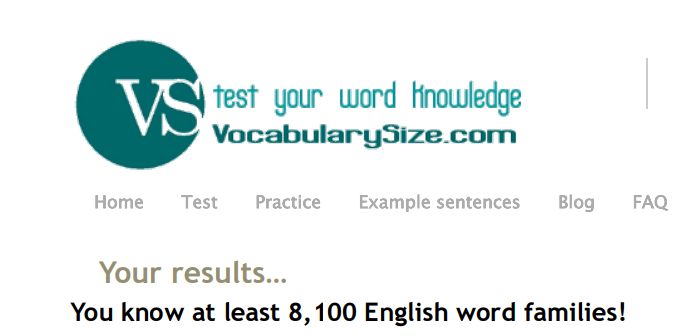 VS
test your word knowledge
VocabularySize.com
Home Test Practice Example sentences Blog FAQ
Your results...
You know at least 8,100 English word families!